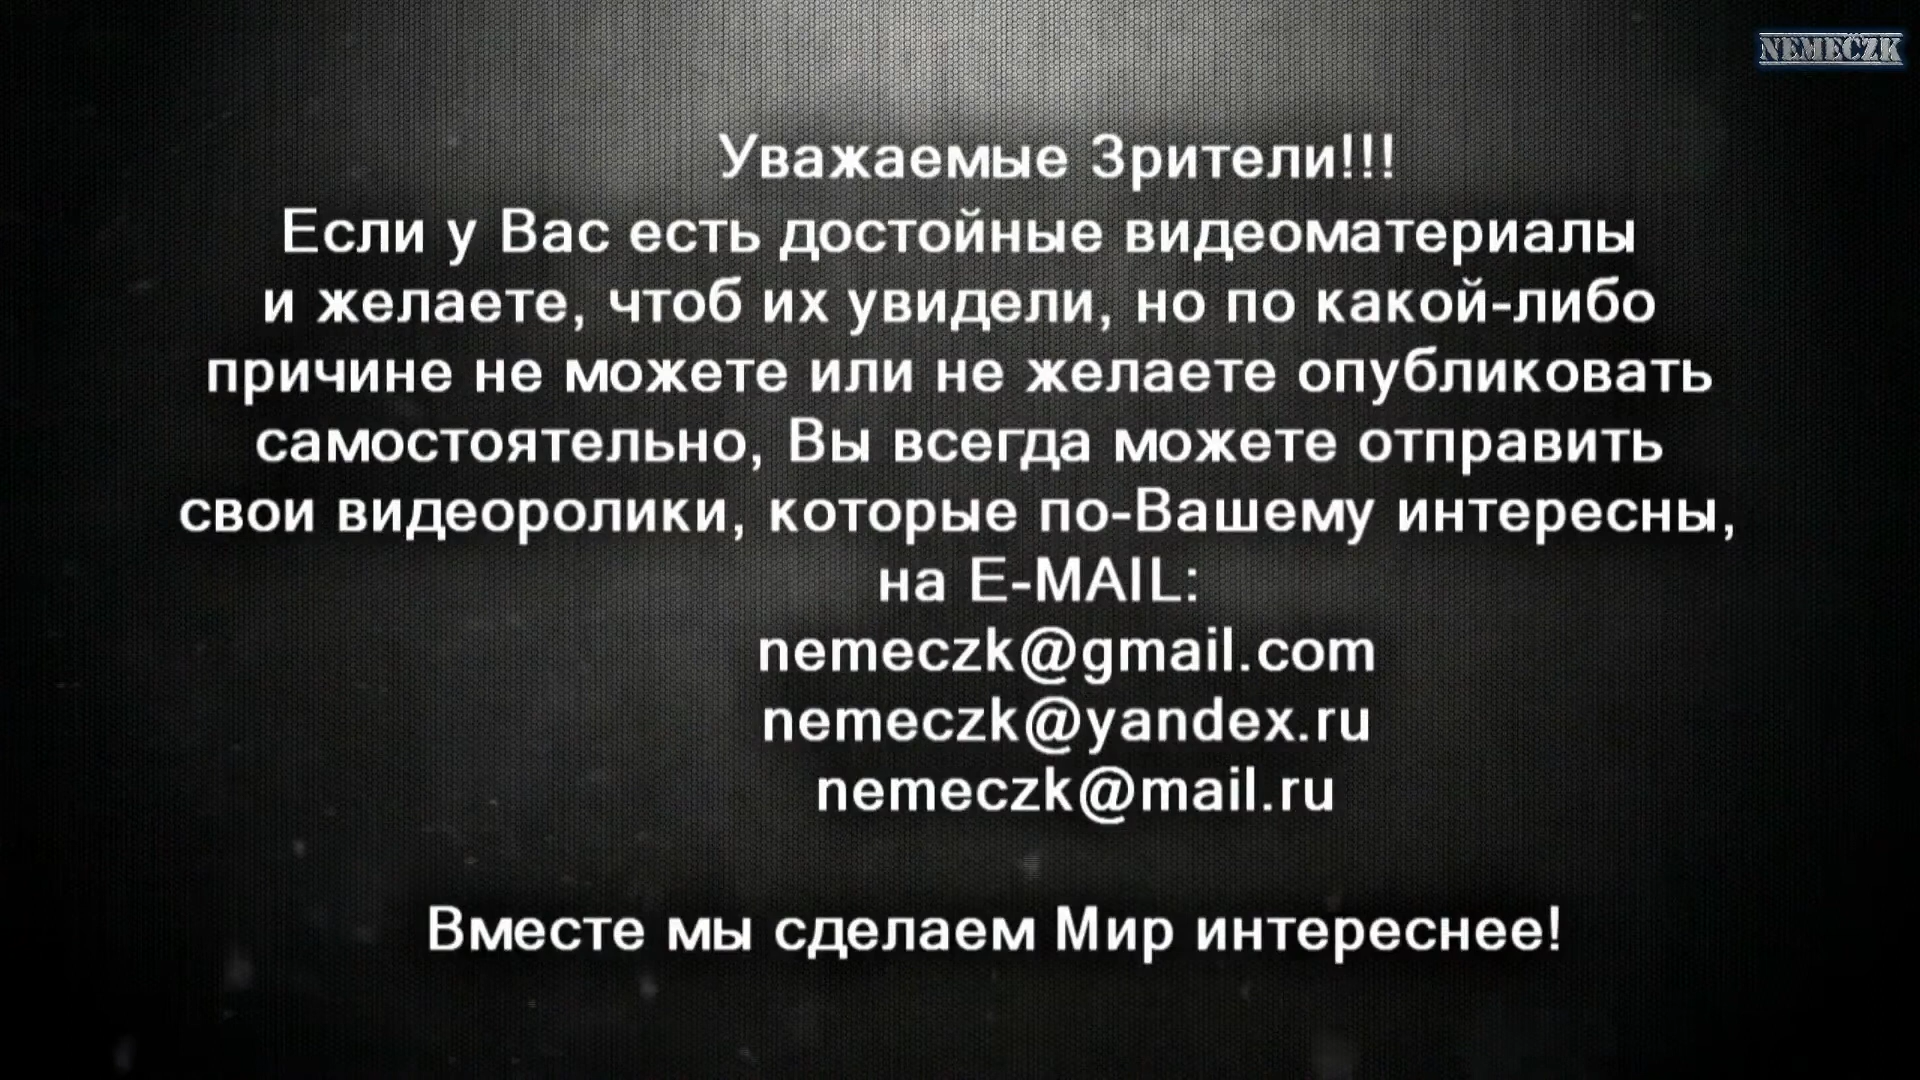 NEMECZK
Уважаемые Зрители!!!
Если у Вас есть достойные видеоматериалы
и желаете, чтоб их увидели, но по какой-либо
причине не можете или не желаете опубликовать
самостоятельно, Вы всегда можете отправить
свои видеоролики, которые по-Вашему интересны,
на E-MAIL:
nemeczk@gmail.com
nemeczk@yandex.ru
nemeczk@mail.ru
Вместе мы сделаем Мир интереснее!